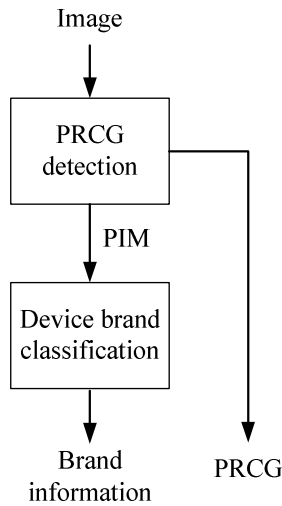 Image
PRCG
detection
PIM
Device brand
classification
Brand
information
PRCG